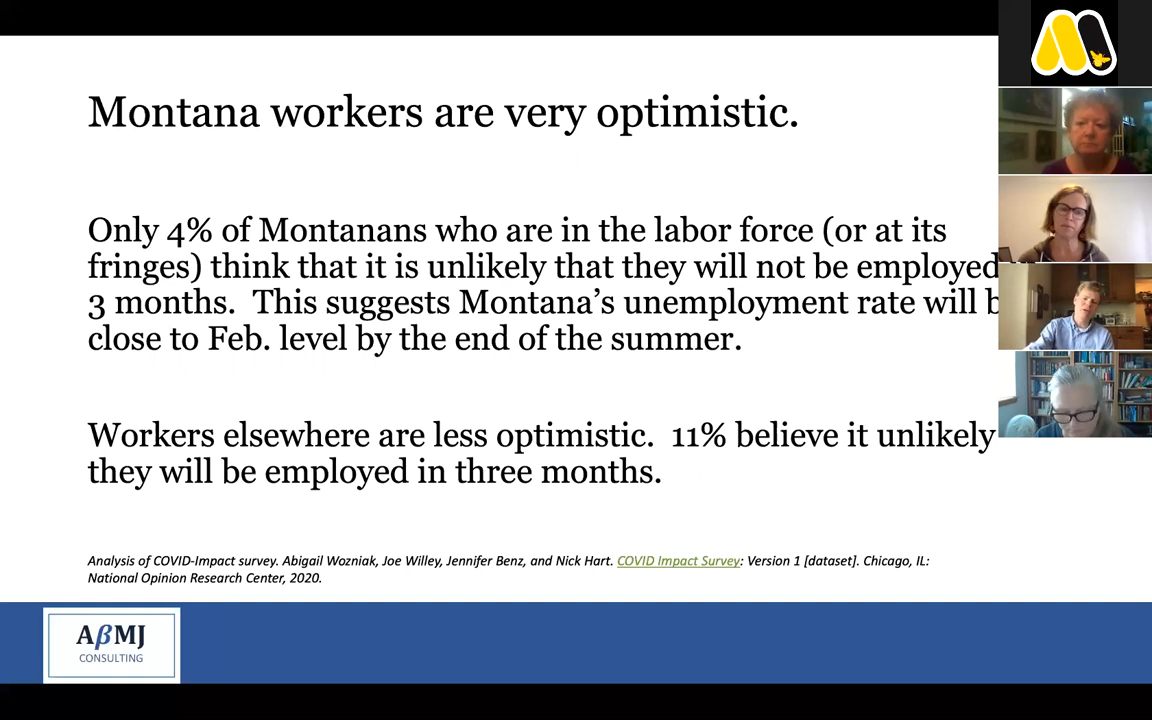 Montana workers are very optimistic.
Only 4% of Montanans who are in the labor force (or at its
fringes) think that it is unlikely that they will not be employed
3 months.  This suggests Montana’s unemployment rate will b
close to Feb. level by the end of the summer.
Workers elsewhere are less optimistic.  11% believe it unlikely
they will be employed in three months.
Analysis of COVID-Impact survey. Abigail Wozniak, Joe Willey, Jennifer Benz, and Nick Hart. COVID Impact Survey: Version 1 [dataset]. Chicago, IL:
National Opinion Research Center, 2020.
AβMJ
CONSULTING